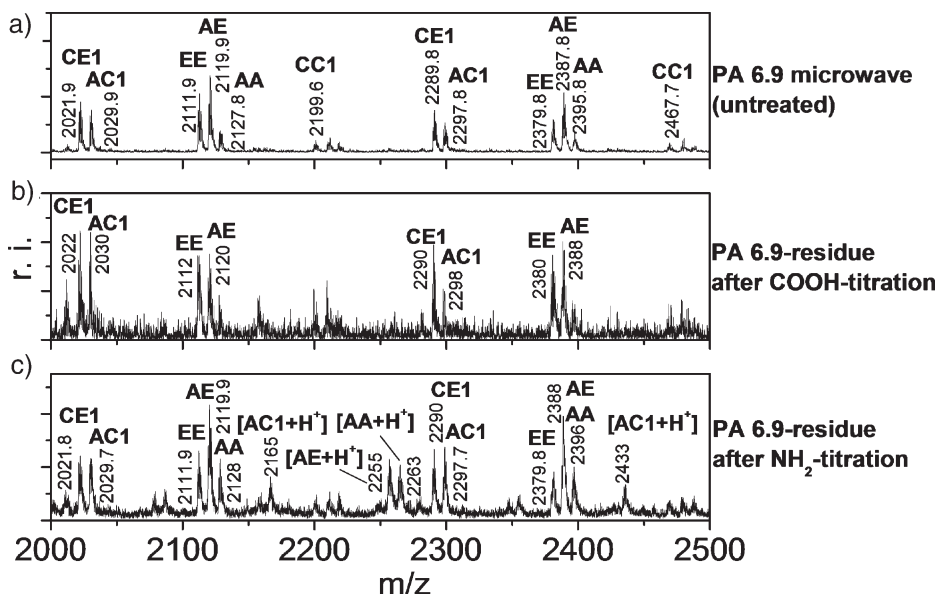 a)
CE1
2021.9
AC1
2029.9
EE
2111.9
AE
2119.9
AA
2127.8
CC1
2199.6
CE1
2289.8
AC1
2297.8
EE
2379.8
AE
2387.8
AA
2395.8
CC1
2467.7
PA 6.9 microwave
(untreated)
b)
r. i.
CE1
2022
AC1
2030
EE
2112
AE
2120
CE1
2290
AC1
2298
EE
2380
AE
2388
PA 6.9-residue
after COOH-titration
c)
CE1
2021.8
AC1
2029.7
EE
2111.9
AE
2119.9
AA
2128
[AC1+H⁺]
2165
[AE+H⁺]
2255
[AA+H⁺]
2263
CE1
2290
AC1
2297.7
EE
2379.8
AE
2388
AA
2396
[AC1+H⁺]
2433
PA 6.9-residue
after NH₂-titration
2000 2100 2200 2300 2400 2500
m/z